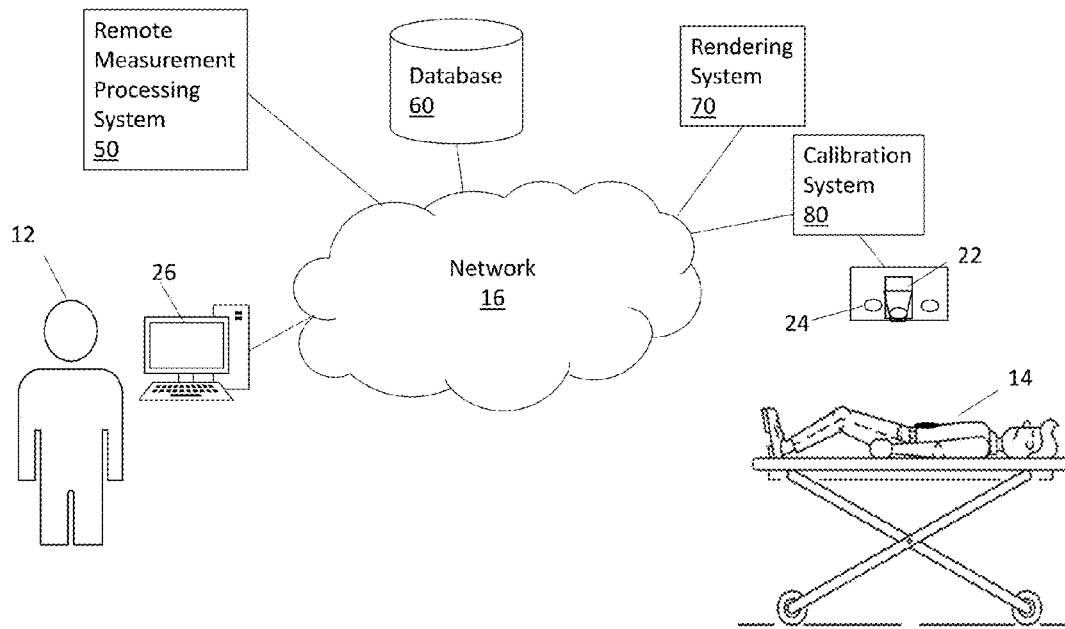 Remote
Measurement
Processing
System
50
Database
60
Rendering
System
70
Calibration
System
80
12
26
Network
16
22
24
14